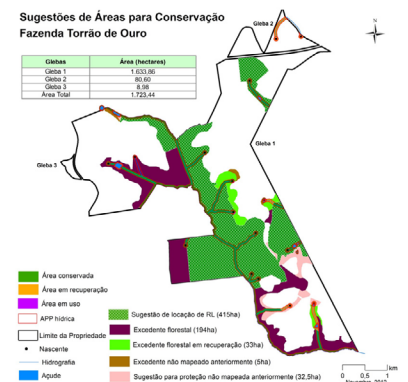 Sugestões de Áreas para Conservação
Fazenda Torrão de Ouro
Gleba 2
N
Glebas Área (hectares)
Gleba 1 1.633,86
Gleba 2 80,60
Gleba 3 8,98
Área Total 1.723,44
Gleba 1
Gleba 3
Área conservada
Área em recuperação
Área em uso
APP hídrica
Limite da Propriedade
Nascente
Hidrografia
Açude
Sugestão de locação de RL (415ha)
Excedente florestal (194ha)
Excedente florestal em recuperação (33ha)
Excedente não mapeado anteriormente (5ha)
Sugestão para proteção não mapeada anteriormente (32,5ha)
0 0.5 1 km